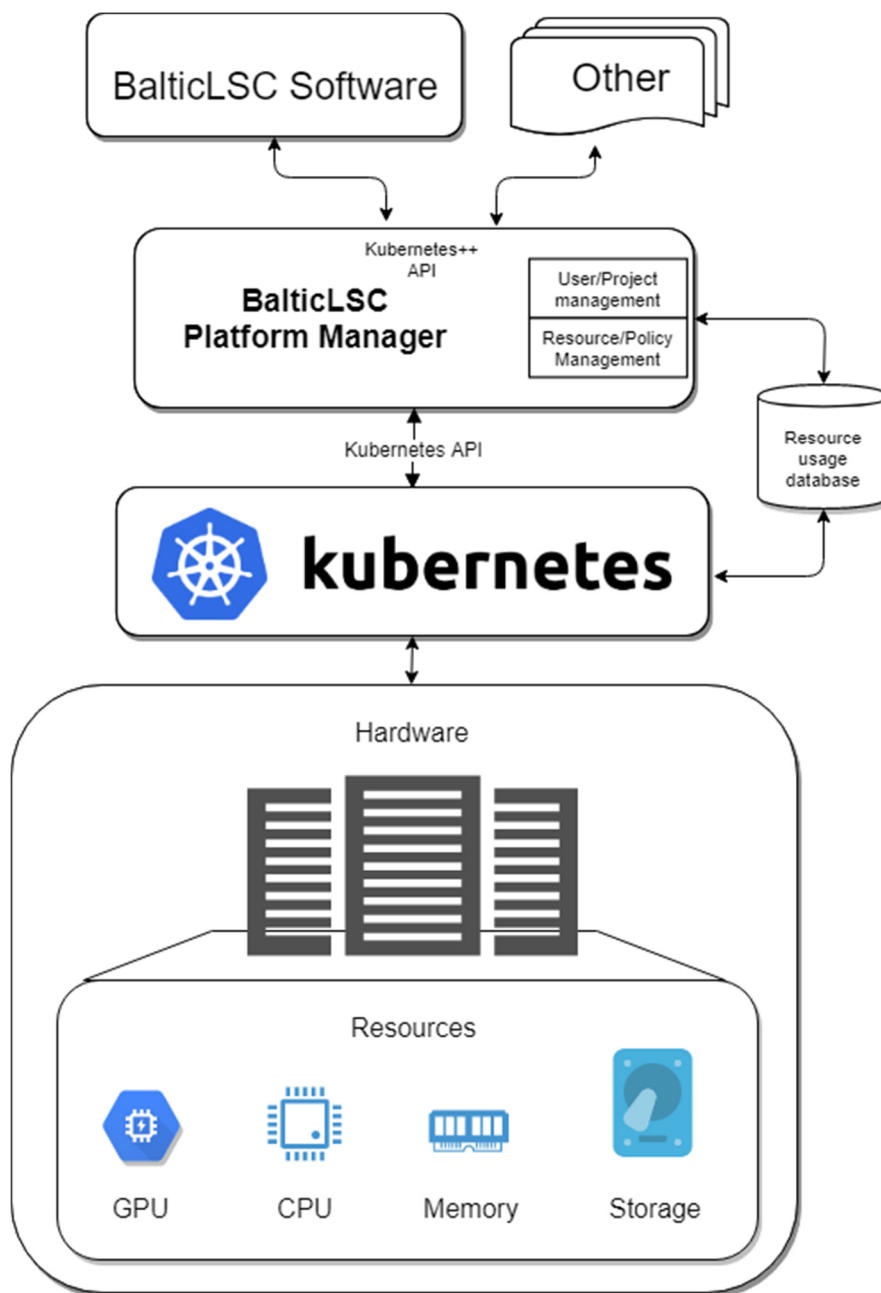 BalticLSC Software
Other
Kubernetes++
API
BalticLSC
Platform Manager
User/Project
management
Resource/Policy
Management
Resource
usage
database
Kubernetes API
kubernetes
Hardware
Resources
GPU
CPU
Memory
Storage